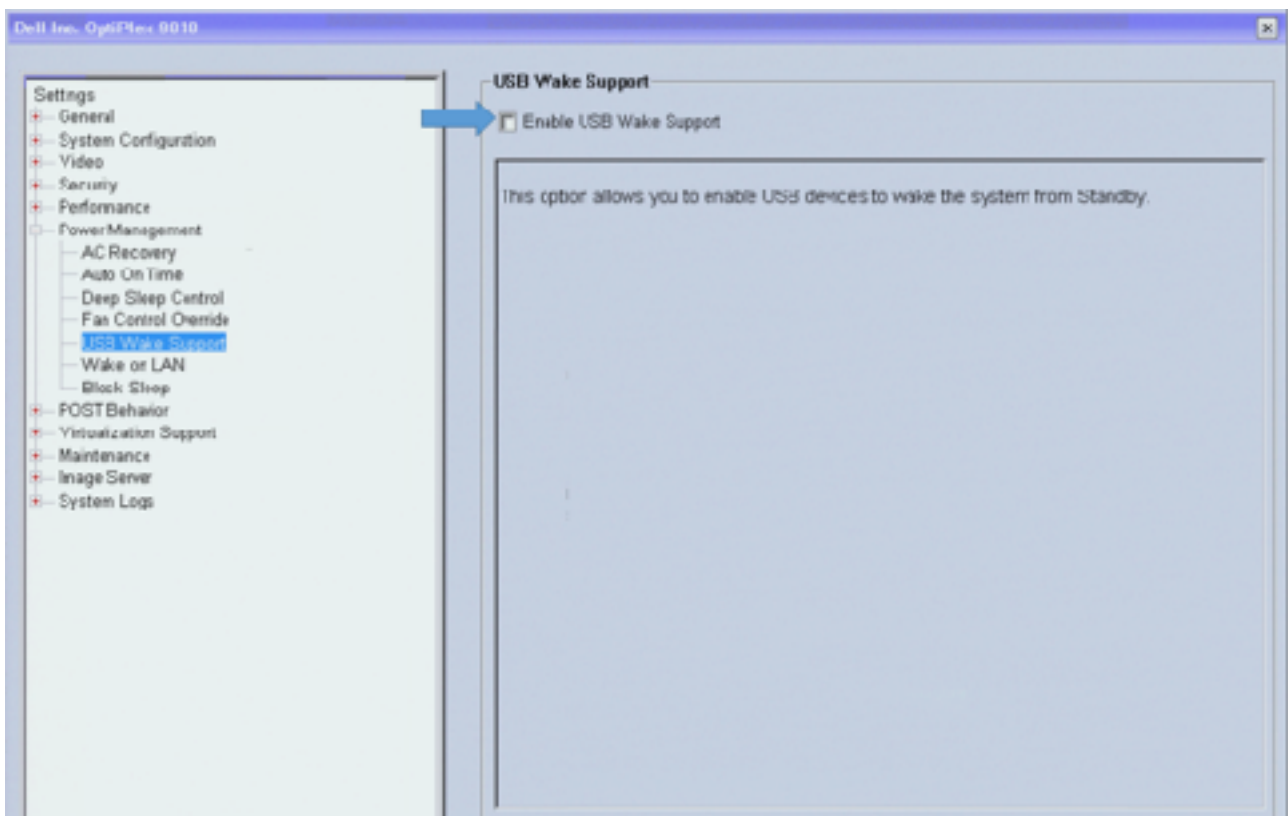 Dell Inc. OptiPlex 9010
Settings
General
System Configuration
Video
Security
Performance
Power Management
AC Recovery
Auto On Time
Deep Sleep Control
Fan Control Override
USB Wake Support
Wake on LAN
Block Sleep
POST Behavior
Virtualization Support
Maintenance
Image Server
System Logs
USB Wake Support
Enable USB Wake Support
This option allows you to enable USB devices to wake the system from Standby.